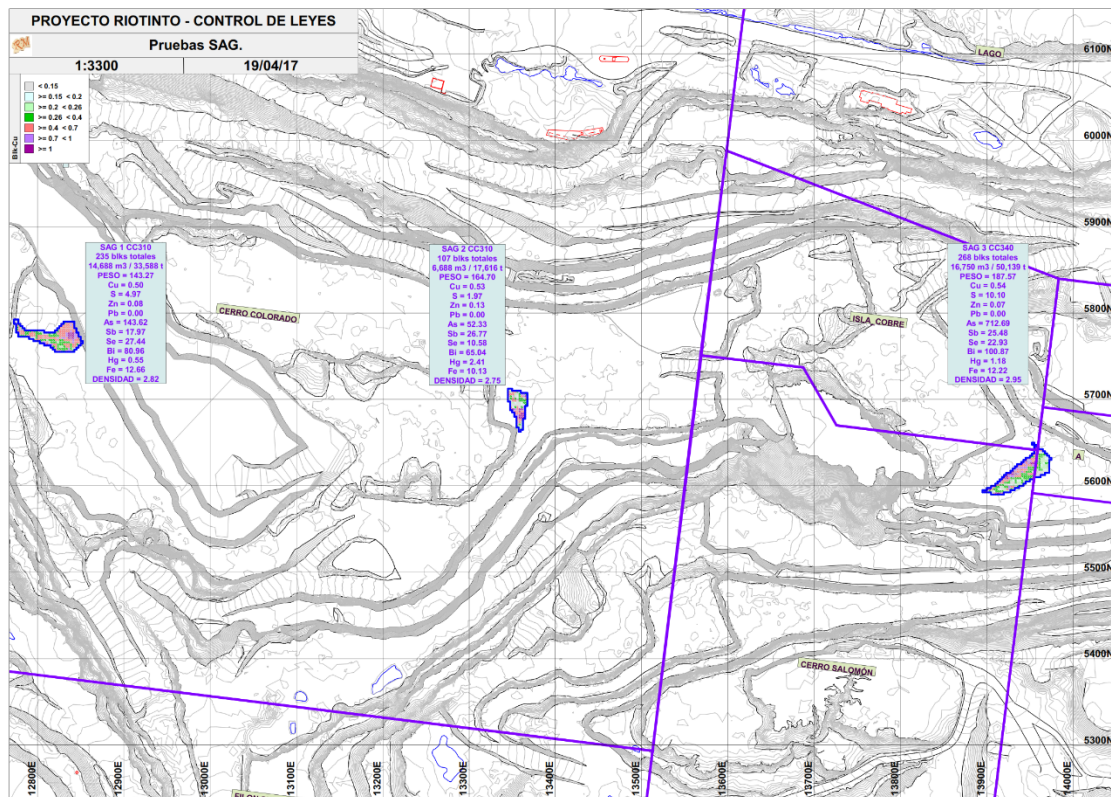 PROYECTO RIOTINTO - CONTROL DE LEYES
Pruebas SAG.
1:3300 19/04/17
Blk-Cu
< 0.15
>= 0.15 < 0.2
>= 0.2 < 0.26
>= 0.26 < 0.4
>= 0.4 < 0.7
>= 0.7 < 1
>= 1
LAGO
6100N
6000N
5900N
5800N
5700N
5600N
5500N
5400N
5300N
SAG 1 CC310
235 blks totales
14,688 m3 / 33,588 t
PESO = 143.27
Cu = 0.50
S = 4.97
Zn = 0.08
Pb = 0.00
As = 143.62
Sb = 17.97
Se = 27.44
Bi = 80.96
Hg = 0.55
Fe = 12.66
DENSIDAD = 2.82
CERRO COLORADO
SAG 2 CC310
107 blks totales
6,688 m3 / 17,616 t
PESO = 164.70
Cu = 0.53
S = 1.97
Zn = 0.13
Pb = 0.00
As = 52.33
Sb = 26.77
Se = 10.58
Bi = 65.04
Hg = 2.41
Fe = 10.13
DENSIDAD = 2.75
ISLA_COBRE
SAG 3 CC340
268 blks totales
16,750 m3 / 50,139 t
PESO = 187.57
Cu = 0.54
S = 10.10
Zn = 0.07
Pb = 0.00
As = 712.69
Sb = 25.48
Se = 22.93
Bi = 100.87
Hg = 1.18
Fe = 12.22
DENSIDAD = 2.95
A
CERRO SALOMÓN
12800E
12900E
13000E
13100E
13200E
13300E
13400E
13500E
13600E
13700E
13800E
13900E
14000E